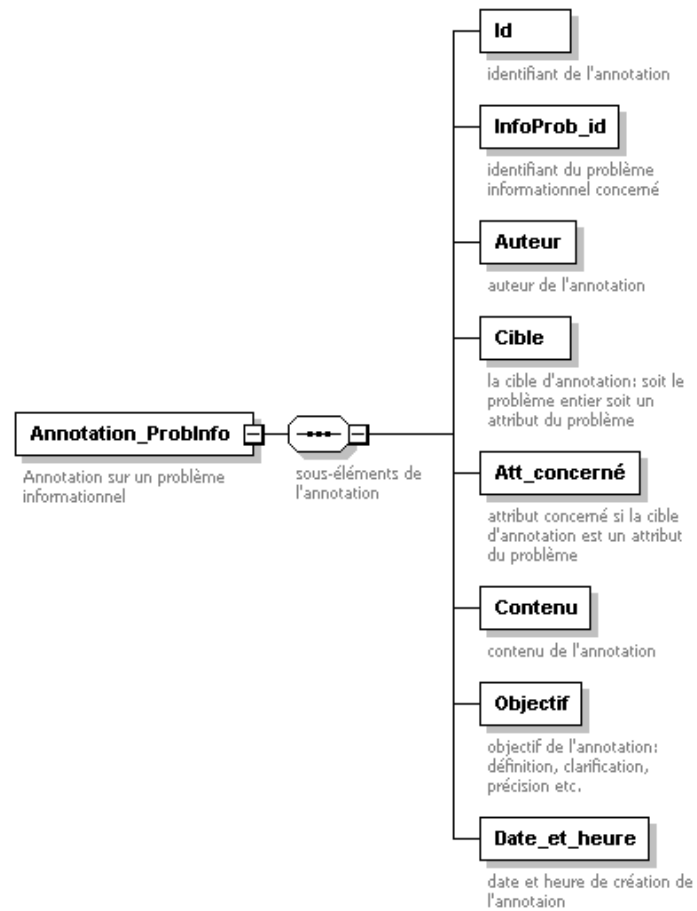 Id
identifiant de l'annotation
InfoProb_id
identifiant du problème
informationnel concerné
Auteur
auteur de l'annotation
Cible
la cible d'annotation: soit le
problème entier soit un
attribut du problème
Annotation_ProbInfo
Annotation sur un problème
informationnel
sous-éléments de
l'annotation
Att_concerné
attribut concerné si la cible
d'annotation est un attribut
du problème
Contenu
contenu de l'annotation
Objectif
objectif de l'annotation:
définition, clarification,
précision etc.
Date_et_heure
date et heure de création de
l'annotaion